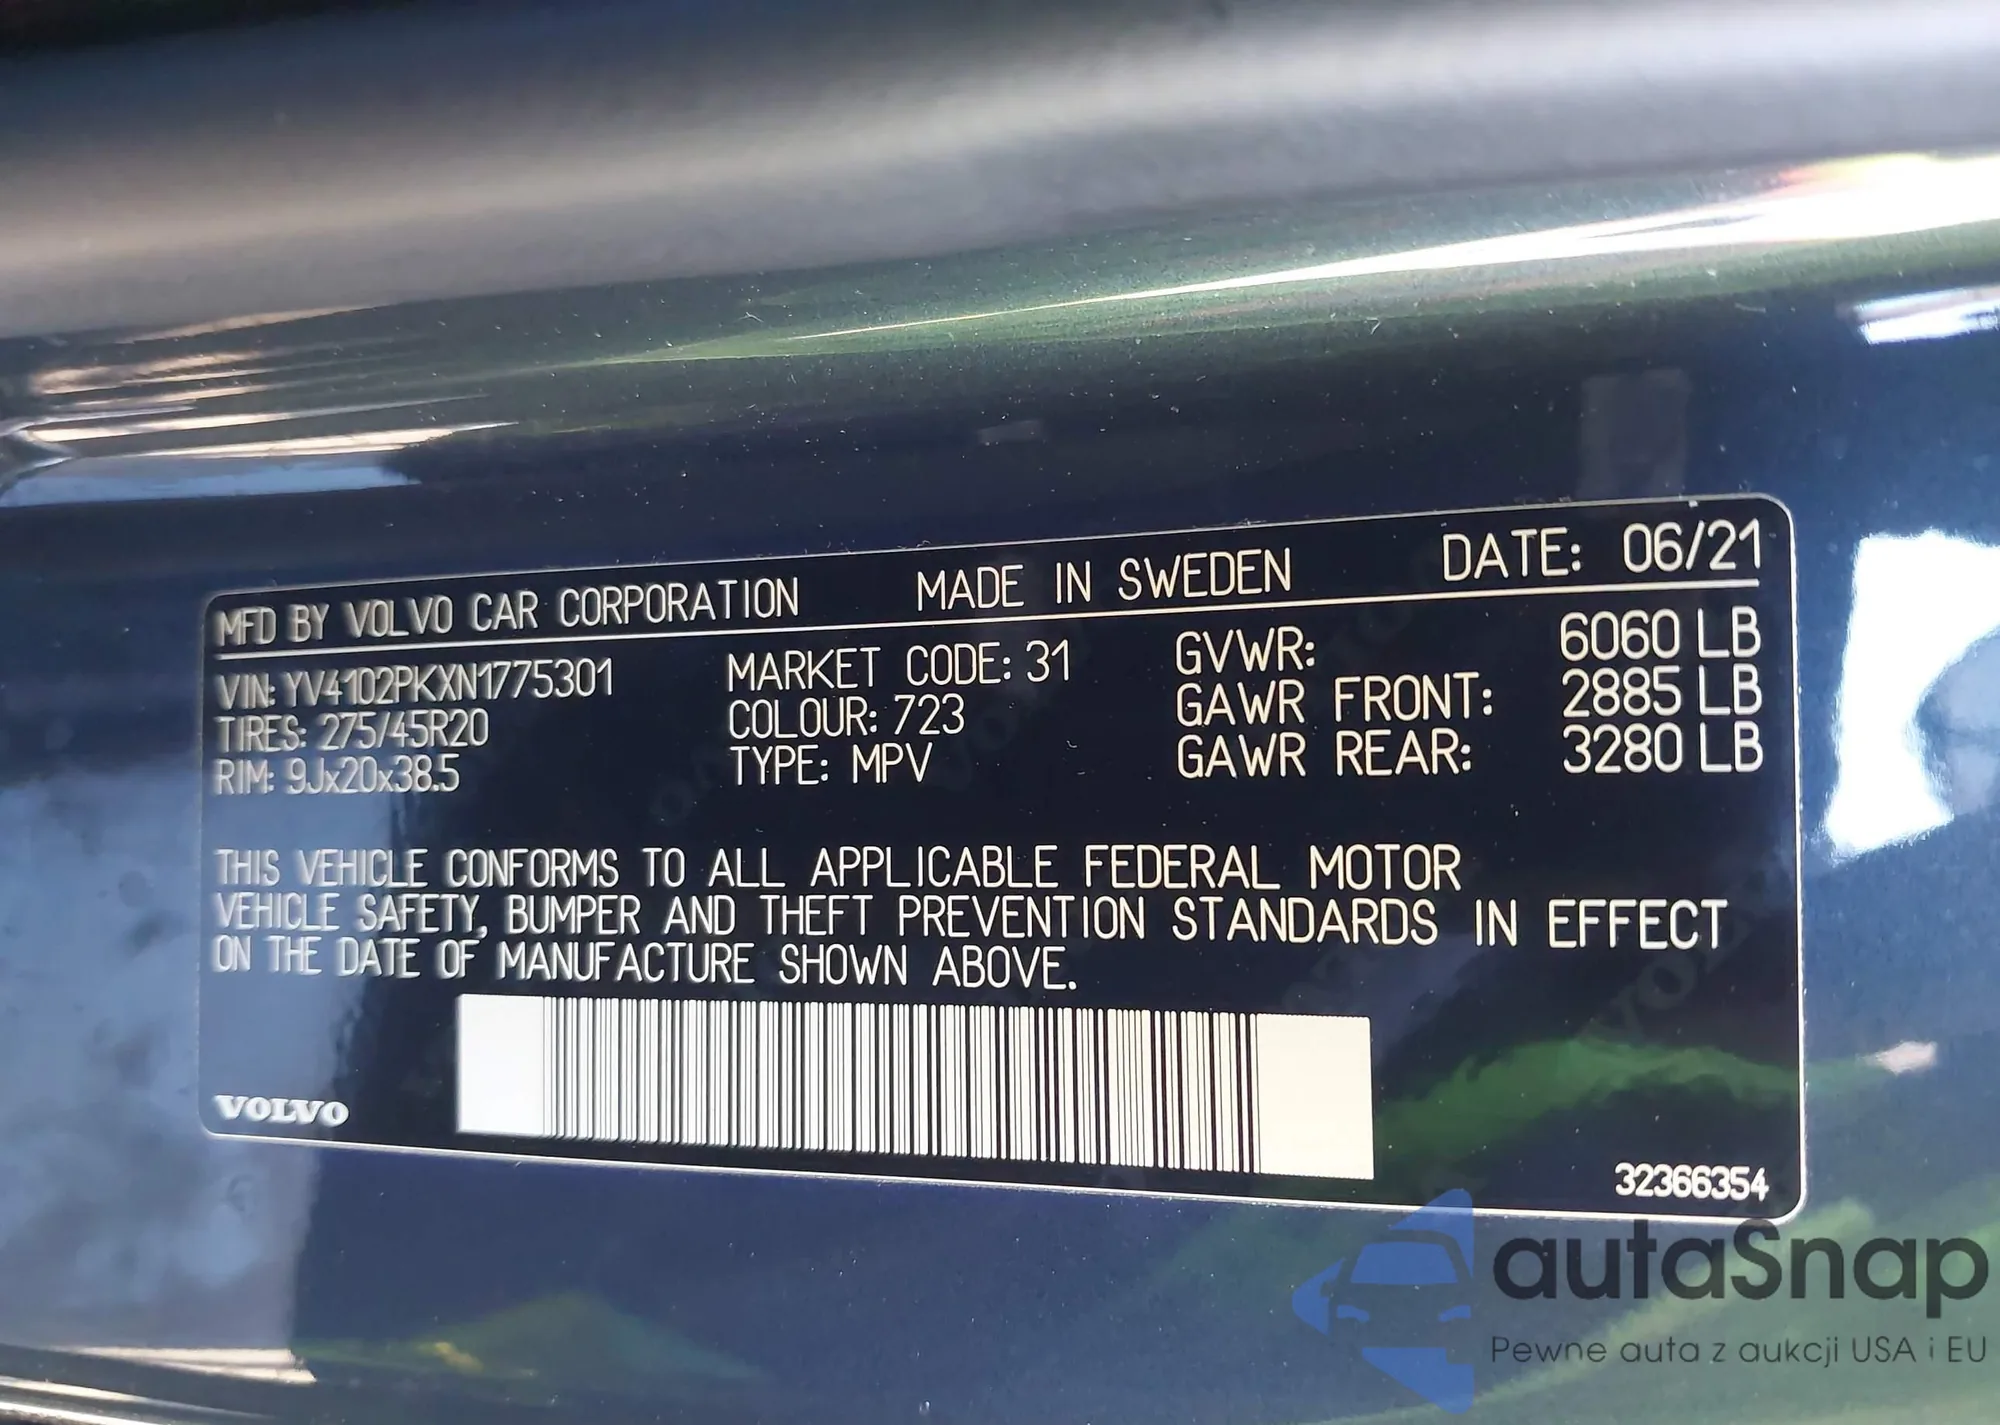 MFD BY VOLVO CAR CORPORATION MADE IN SWEDEN DATE: 06/21
VIN: YV4102PKXN1775301 MARKET CODE: 31 GVWR: 6060 LB
TIRES: 275/45R20 COLOUR: 723 GAWR FRONT: 2885 LB
RIM: 9Jx20x38.5 TYPE: MPV GAWR REAR: 3280 LB
THIS VEHICLE CONFORMS TO ALL APPLICABLE FEDERAL MOTOR
VEHICLE SAFETY, BUMPER AND THEFT PREVENTION STANDARDS IN EFFECT
ON THE DATE OF MANUFACTURE SHOWN ABOVE.
VOLVO
32366354
autaSnap
Pewne auta z aukcji USA i EU